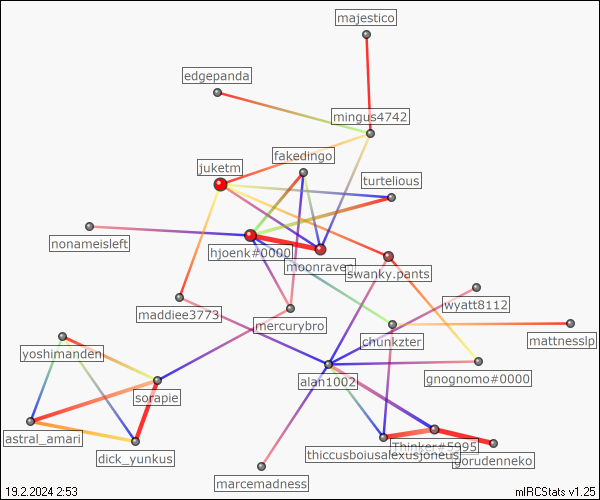 majestico
edgepanda
mingus4742
fakedingo
juketm
turtelious
nonameisleft
hjoenk#0000
moonraven
swanky.pants
wyatt8112
maddiee3773
mercurybro
chunkzter
mattnesslp
yoshimanden
alan1002
gnognomo#0000
sorapie
astral_amari
dick_yunkus
Thinker#5995
thiccusboiusalexusjoneus
gorudenneko
marcemadness
19.2.2024 2:53
mIRCStats v1.25